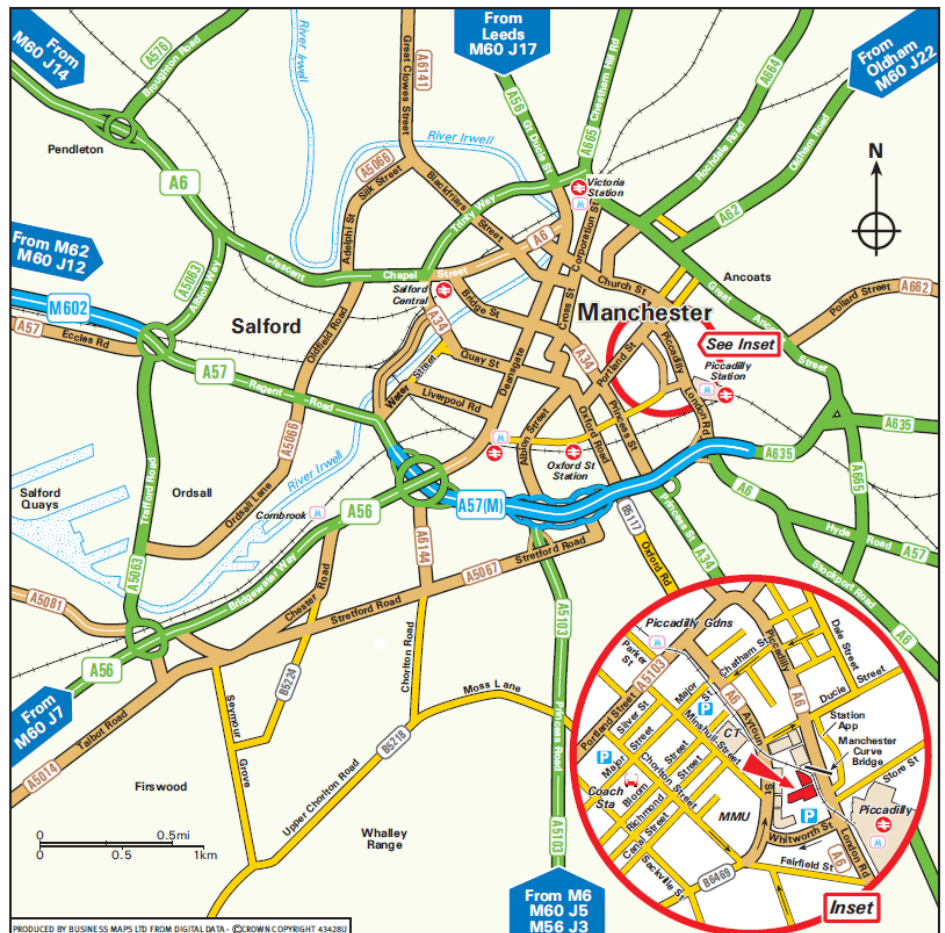 From
M60 J14
A576
Broughton Road
Great Clowes Street
A6141
River
Irwell
From
Leeds
M60 J17
A56
Gt Ducie St
Cheetham Hill Rd
A665
A664
Rochdale Road
From
Oldham
M60 J22
Oldham Road
A62
N
Pendleton
A6
River Irwell
A5066
Silk Street
Blackfriars
Street
Victoria
Station
M
Trinity Way
A6
Corporation St
Adelphi St
From M62
M60 J12
A5063
Albion Way
Crescent
Chapel
Street
Salford
Central
Bridge St
Church St
Ancoats
Great
Ancoats
Street
Pollard Street
A662
M602
A57
Eccles Rd
Salford
Oldfield Road
A34
Cross St
Manchester
See Inset
Piccadilly
Station
M
A57
Regent
Road
Water
Street
Quay St
Liverpool Rd
Deansgate
A34
Portland St
Piccadilly
London Rd
Albion Street
Oxford Road
Princess St
M
Oxford St
Station
A635
A635
A665
A5066
Trafford Road
Salford
Quays
Ordsall
Ordsall Lane
River Irwell
Cornbrook
M
A56
A57(M)
A6
Hyde Road
A57
Stockport Road
A6
A5063
Bridgewater Way
A6144
Stretford Road
A5067
B5117
Oxford Rd
Princess St
A34
A5081
Chester Road
Stretford Road
A56
From
M60 J7
Talbot Road
A5014
B5224
Seymour
Grove
Chorlton Road
Moss Lane
B5218
Upper Chorlton Road
A5103
Princess Road
A5103
Firswood
Whalley
Range
0
0.5mi
0
0.5
1km
From M6
M60 J5
M56 J3
Piccadilly Gdns
M
Parker
St
A5103
Portland Street
Chatham St
Piccadilly
Dale Street
Ducie
Street
Major
St
Silver St
Minshull Street
P
A6
Aytoun
St
A6
CT
Station
App
Manchester
Curve
Bridge
Store St
P
Major
Street
Coach
Sta
Bloom
Street
Chorlton Street
Richmond
Street
Canal Street
Sackville St
MMU
P
Whitworth St
Fairfield St
B6469
London Rd
A6
Piccadilly
M
Inset
PRODUCED BY BUSINESS MAPS LTD FROM DIGITAL DATA - ©CROWN COPYRIGHT 43428U